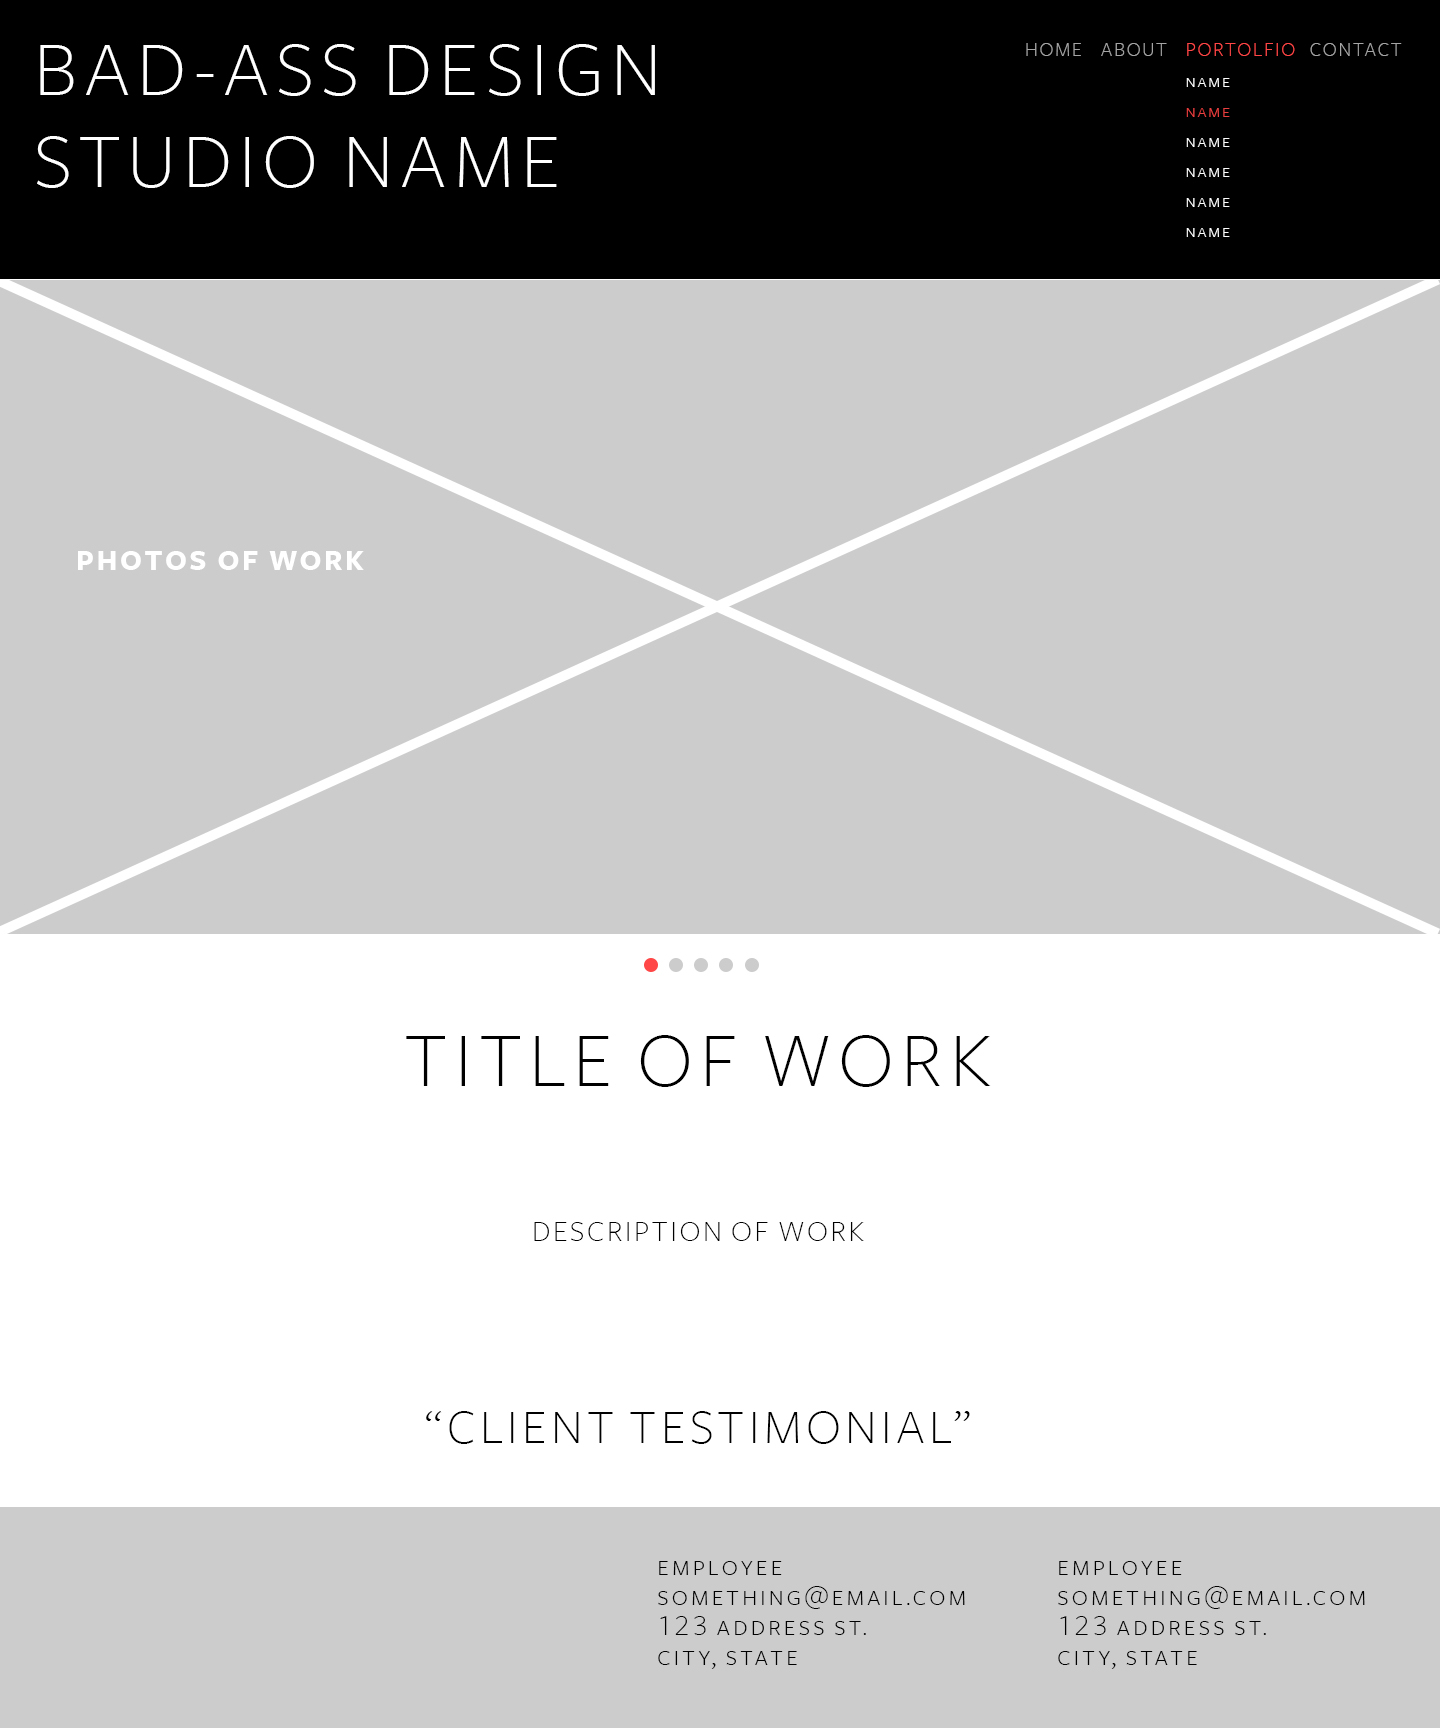 BAD-ASS DESIGN
STUDIO NAME
HOME ABOUT PORTOLFIO CONTACT
NAME
NAME
NAME
NAME
NAME
NAME
PHOTOS OF WORK
TITLE OF WORK
DESCRIPTION OF WORK
“CLIENT TESTIMONIAL”
EMPLOYEE
SOMETHING@EMAIL.COM
123 ADDRESS ST.
CITY, STATE
EMPLOYEE
SOMETHING@EMAIL.COM
123 ADDRESS ST.
CITY, STATE